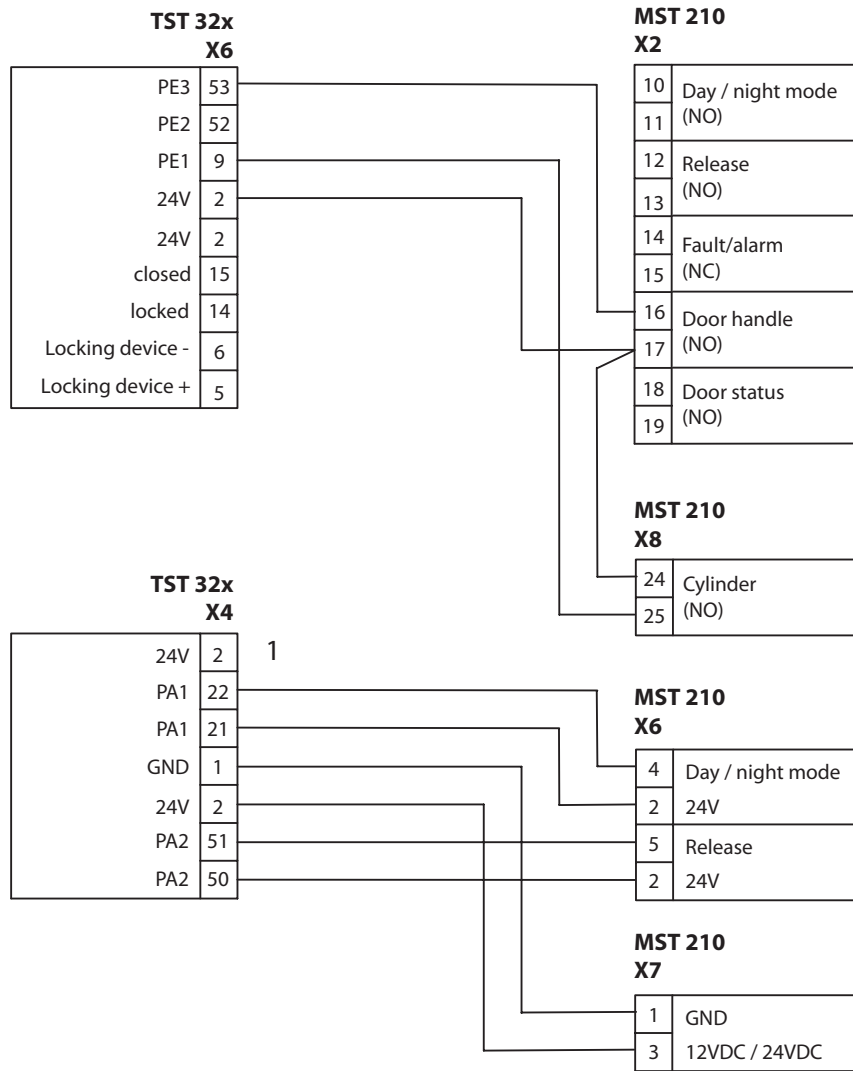 TST 32x
X6
PE3 53
PE2 52
PE1 9
24V 2
24V 2
closed 15
locked 14
Locking device - 6
Locking device + 5
MST 210
X2
10 Day / night mode
11 (NO)
12 Release
13 (NO)
14 Fault/alarm
15 (NC)
16 Door handle
17 (NO)
18 Door status
19 (NO)
MST 210
X8
24 Cylinder
25 (NO)
TST 32x
X4
24V 2 1
PA1 22
PA1 21
GND 1
24V 2
PA2 51
PA2 50
MST 210
X6
4 Day / night mode
2 24V
5 Release
2 24V
MST 210
X7
1 GND
3 12VDC / 24VDC